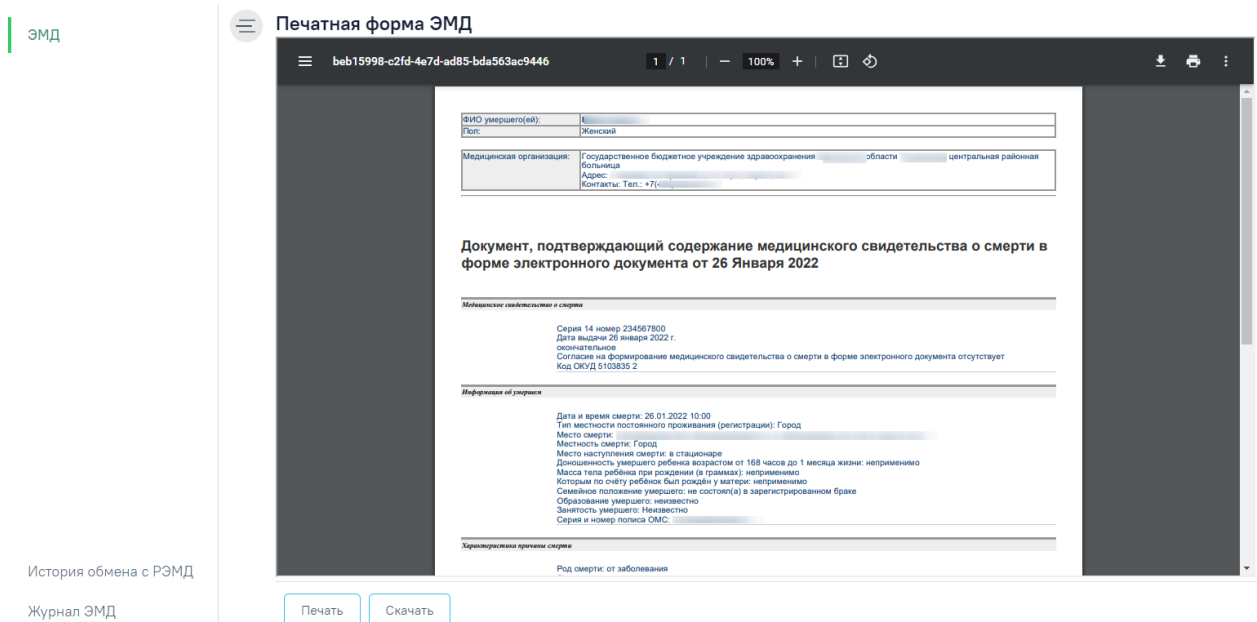 ЭМД
Печатная форма ЭМД
beb15998-c2fd-4e7d-ad85-bda563ac9446
1 / 1
100%
ФИО умершего(ей):
Пол: Женский
Медицинская организация: Государственное бюджетное учреждение здравоохранения области центральная районная
больница
Адрес:
Контакты: Тел.: +7(
Документ, подтверждающий содержание медицинского свидетельства о смерти в
форме электронного документа от 26 Января 2022
Медицинское свидетельство о смерти
Серия 14 номер 234567800
Дата выдачи 26 января 2022 г.
окончательное
Согласие на формирование медицинского свидетельства о смерти в форме электронного документа отсутствует
Код ОКУД 5103835 2
Информация об умершем
Дата и время смерти: 26.01.2022 10:00
Тип местности постоянного проживания (регистрации): Город
Место смерти:
Местность смерти: Город
Место наступления смерти: в стационаре
Доношенность умершего ребенка возрастом от 168 часов до 1 месяца жизни: неприменимо
Масса тела ребёнка при рождении (в граммах): неприменимо
Которым по счёту ребёнок был рождён у матери: неприменимо
Семейное положение умершего: не состоял(а) в зарегистрированном браке
Образование умершего: неизвестно
Занятость умершего: Неизвестно
Серия и номер полиса ОМС:
Характеристика причины смерти
Род смерти: от заболевания
История обмена с РЭМД
Журнал ЭМД
Печать
Скачать